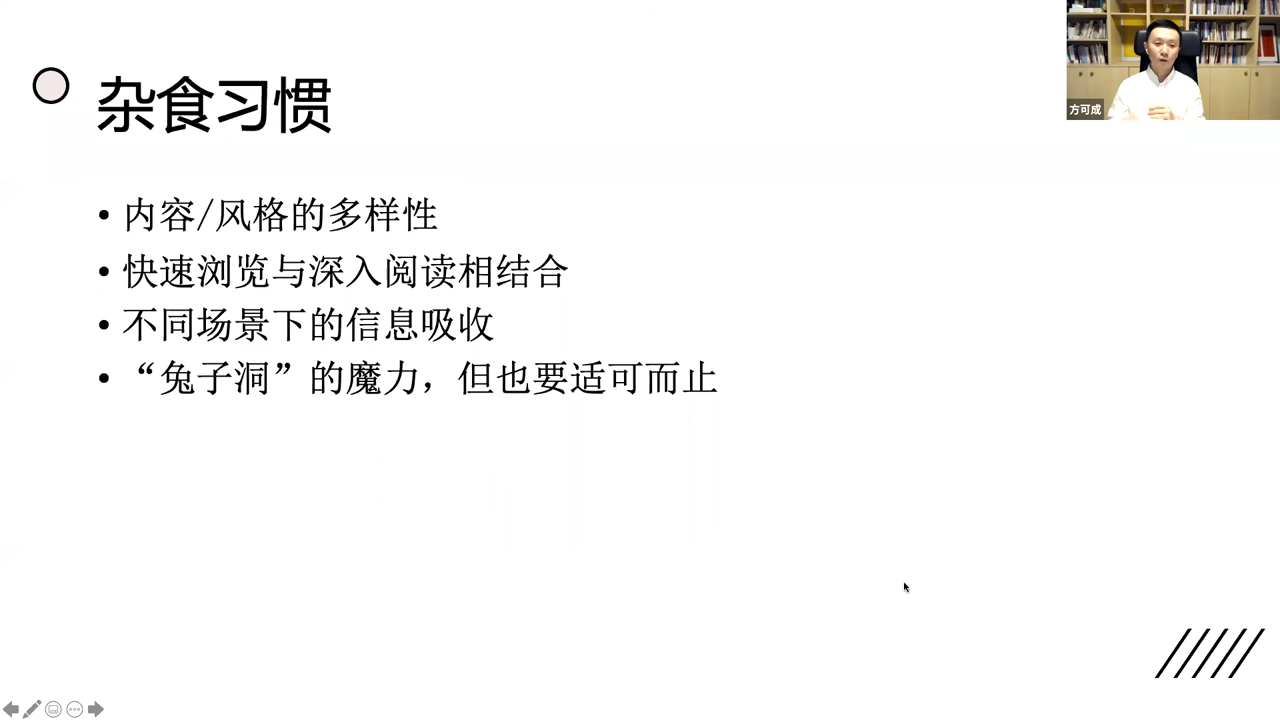 杂食习惯
方可成
• 内容/风格的多样性
• 快速浏览与深入阅读相结合
• 不同场景下的信息吸收
• “兔子洞”的魔力，但也要适可而止